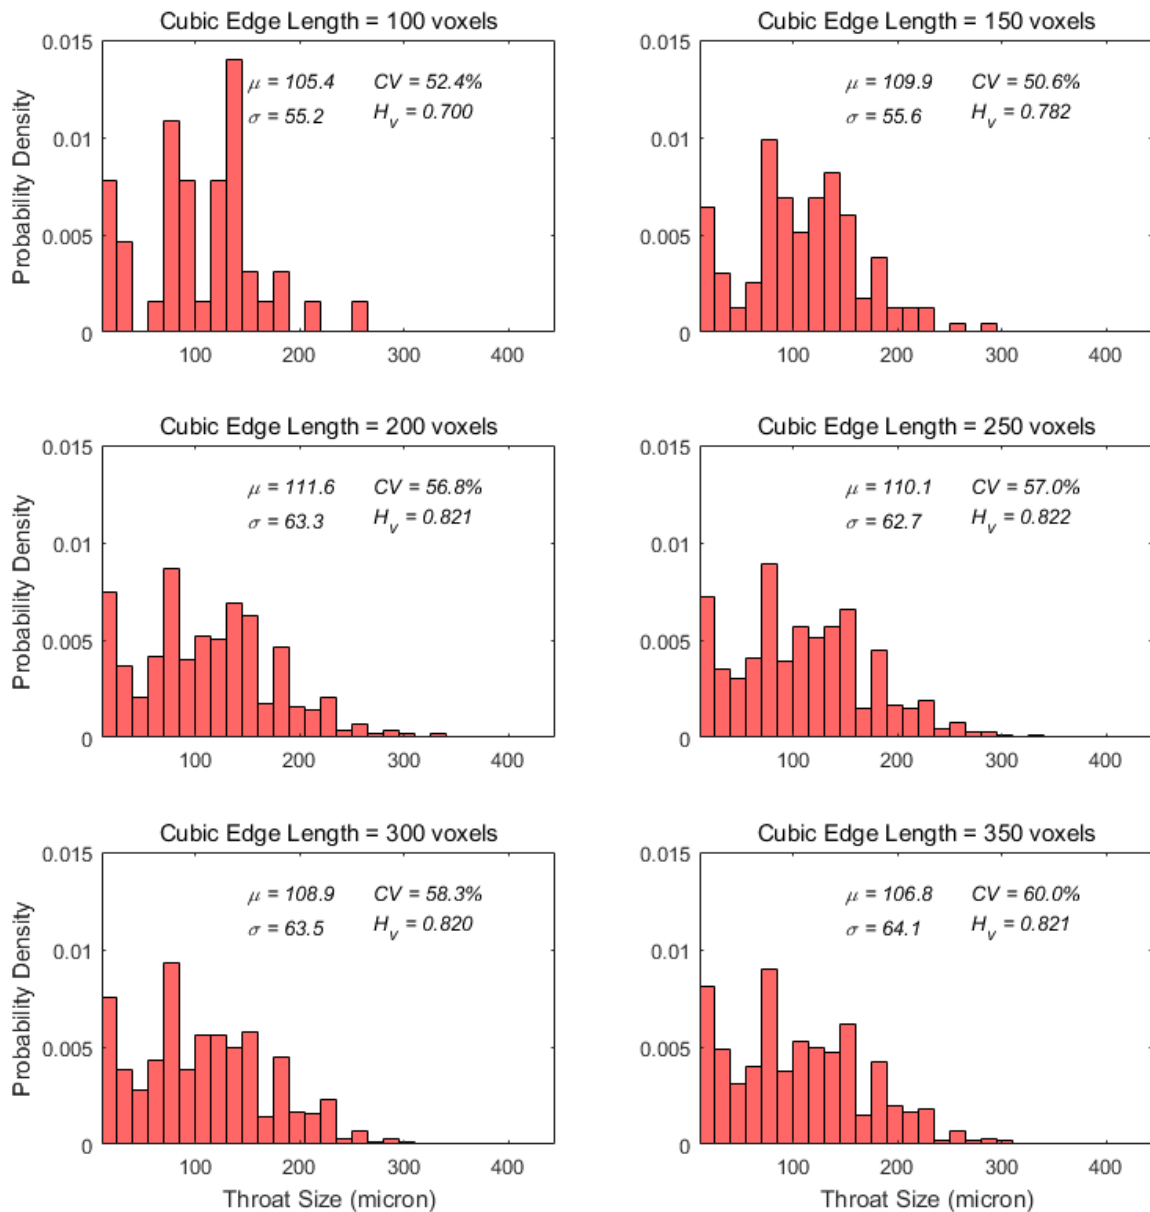 Cubic Edge Length = 100 voxels
0.015
0.01
0.005
0
Probability Density
μ = 105.4 CV = 52.4%
σ = 55.2 H_v = 0.700
100 200 300 400
Cubic Edge Length = 150 voxels
0.015
0.01
0.005
0
μ = 109.9 CV = 50.6%
σ = 55.6 H_v = 0.782
100 200 300 400
Cubic Edge Length = 200 voxels
0.015
0.01
0.005
0
Probability Density
μ = 111.6 CV = 56.8%
σ = 63.3 H_v = 0.821
100 200 300 400
Cubic Edge Length = 250 voxels
0.015
0.01
0.005
0
μ = 110.1 CV = 57.0%
σ = 62.7 H_v = 0.822
100 200 300 400
Cubic Edge Length = 300 voxels
0.015
0.01
0.005
0
Probability Density
μ = 108.9 CV = 58.3%
σ = 63.5 H_v = 0.820
100 200 300 400
Throat Size (micron)
Cubic Edge Length = 350 voxels
0.015
0.01
0.005
0
μ = 106.8 CV = 60.0%
σ = 64.1 H_v = 0.821
100 200 300 400
Throat Size (micron)